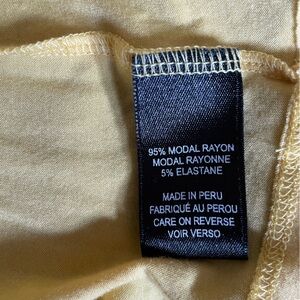 95% MODAL RAYON
MODAL RAYONNE
5% ELASTANE
MADE IN PERU
FABRIQUÉ AU PEROU
CARE ON REVERSE
VOIR VERSO